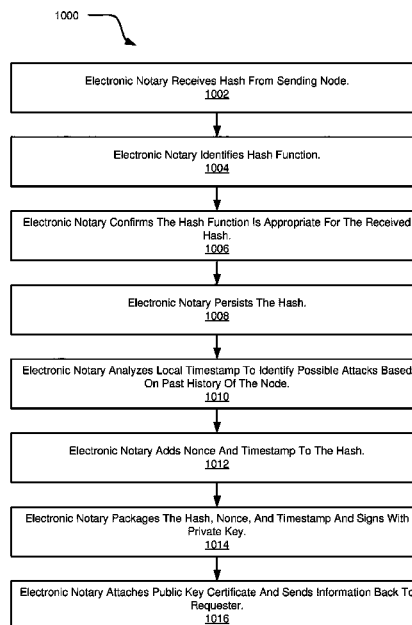 1000
Electronic Notary Receives Hash From Sending Node.
1002
Electronic Notary Identifies Hash Function.
1004
Electronic Notary Confirms The Hash Function Is Appropriate For The Received
Hash.
1006
Electronic Notary Persists The Hash.
1008
Electronic Notary Analyzes Local Timestamp To Identify Possible Attacks Based
On Past History Of The Node.
1010
Electronic Notary Adds Nonce And Timestamp To The Hash.
1012
Electronic Notary Packages The Hash, Nonce, And Timestamp And Signs With
Private Key.
1014
Electronic Notary Attaches Public Key Certificate And Sends Information Back To
Requester.
1016